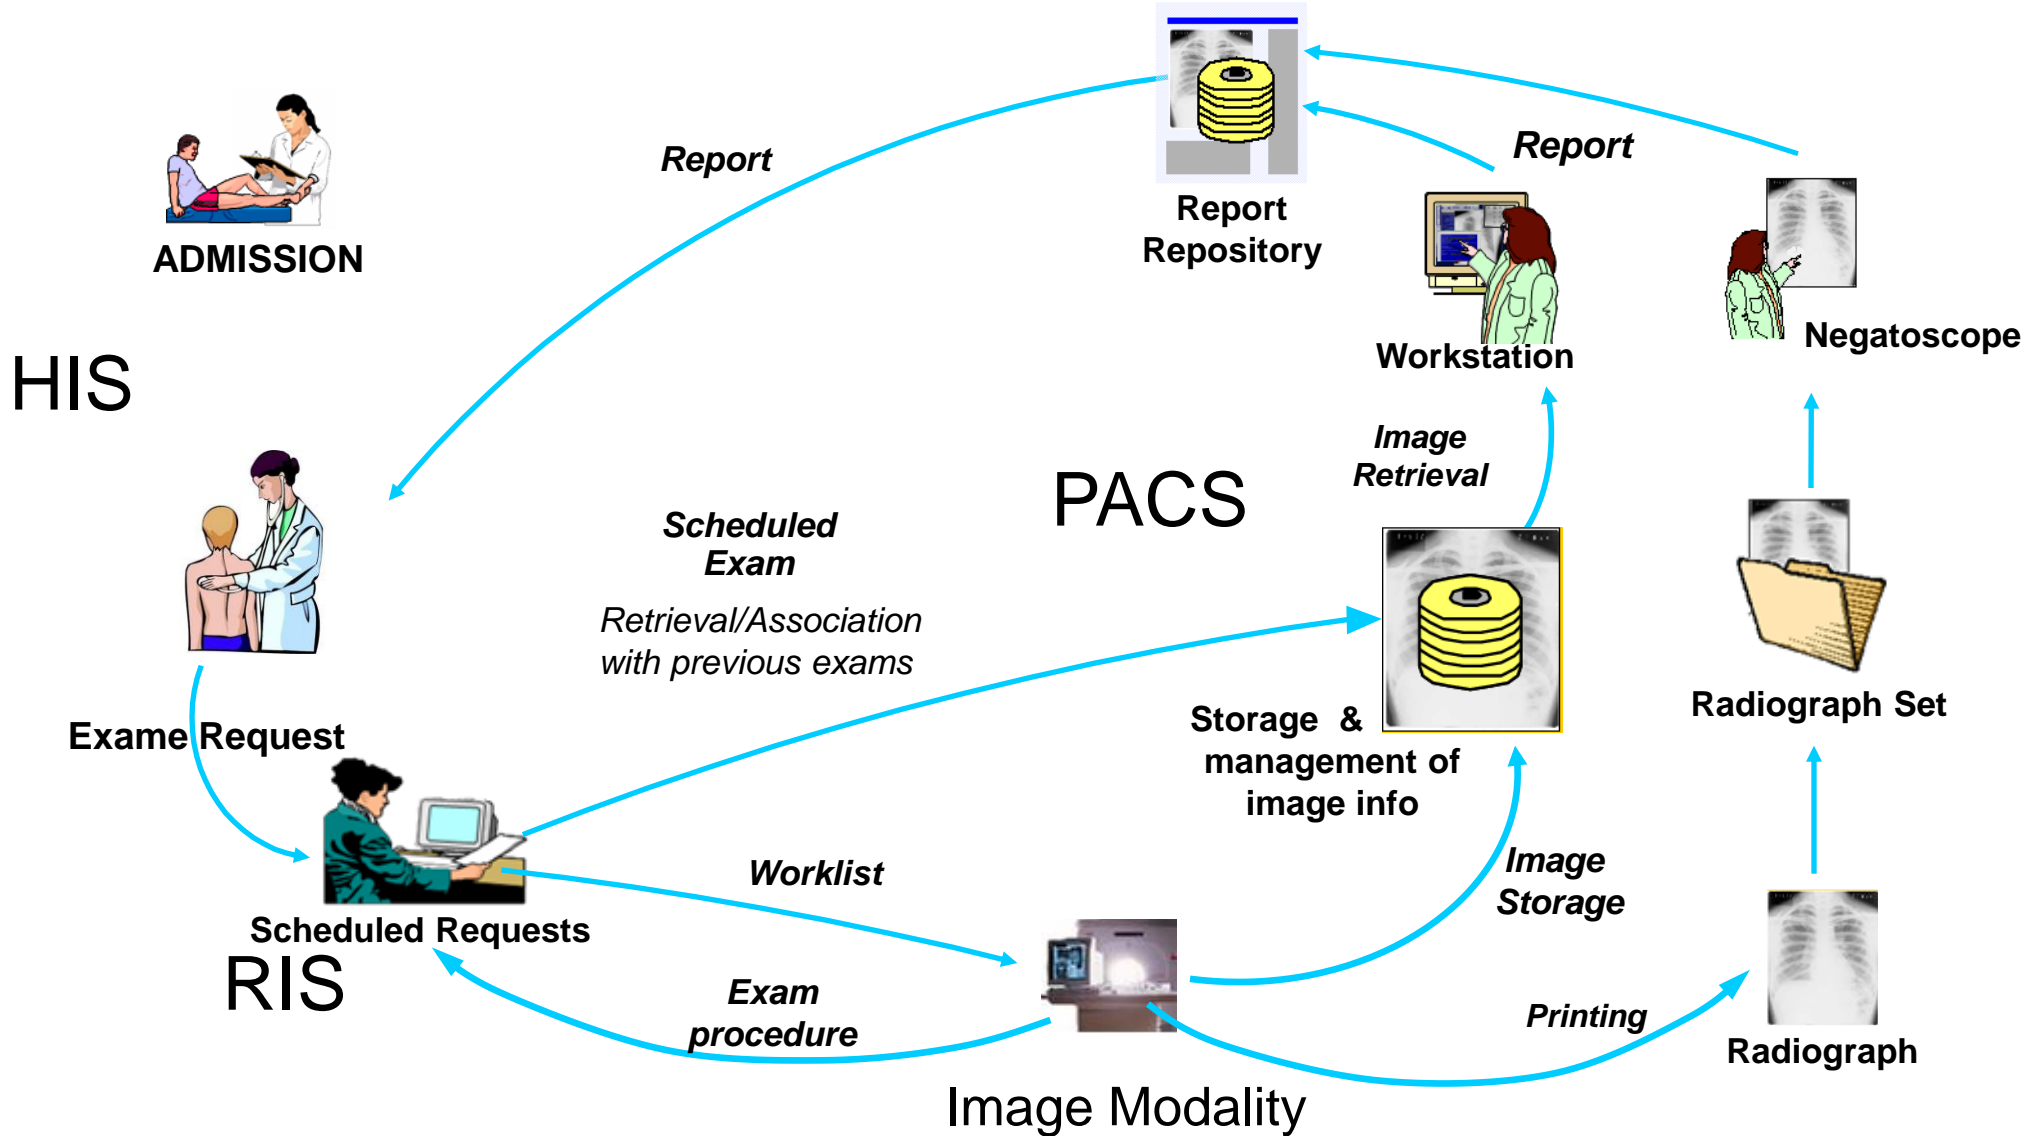 Report
Report
Report
Repository
ADMISSION
HIS
Workstation
Negatoscope
Image
Retrieval
PACS
Scheduled
Exam
Retrieval/Association
with previous exams
Exame Request
Storage & 
management of
image info
Radiograph Set
Worklist
Image
Storage
Scheduled Requests
RIS
Exam
procedure
Printing
Radiograph
Image Modality